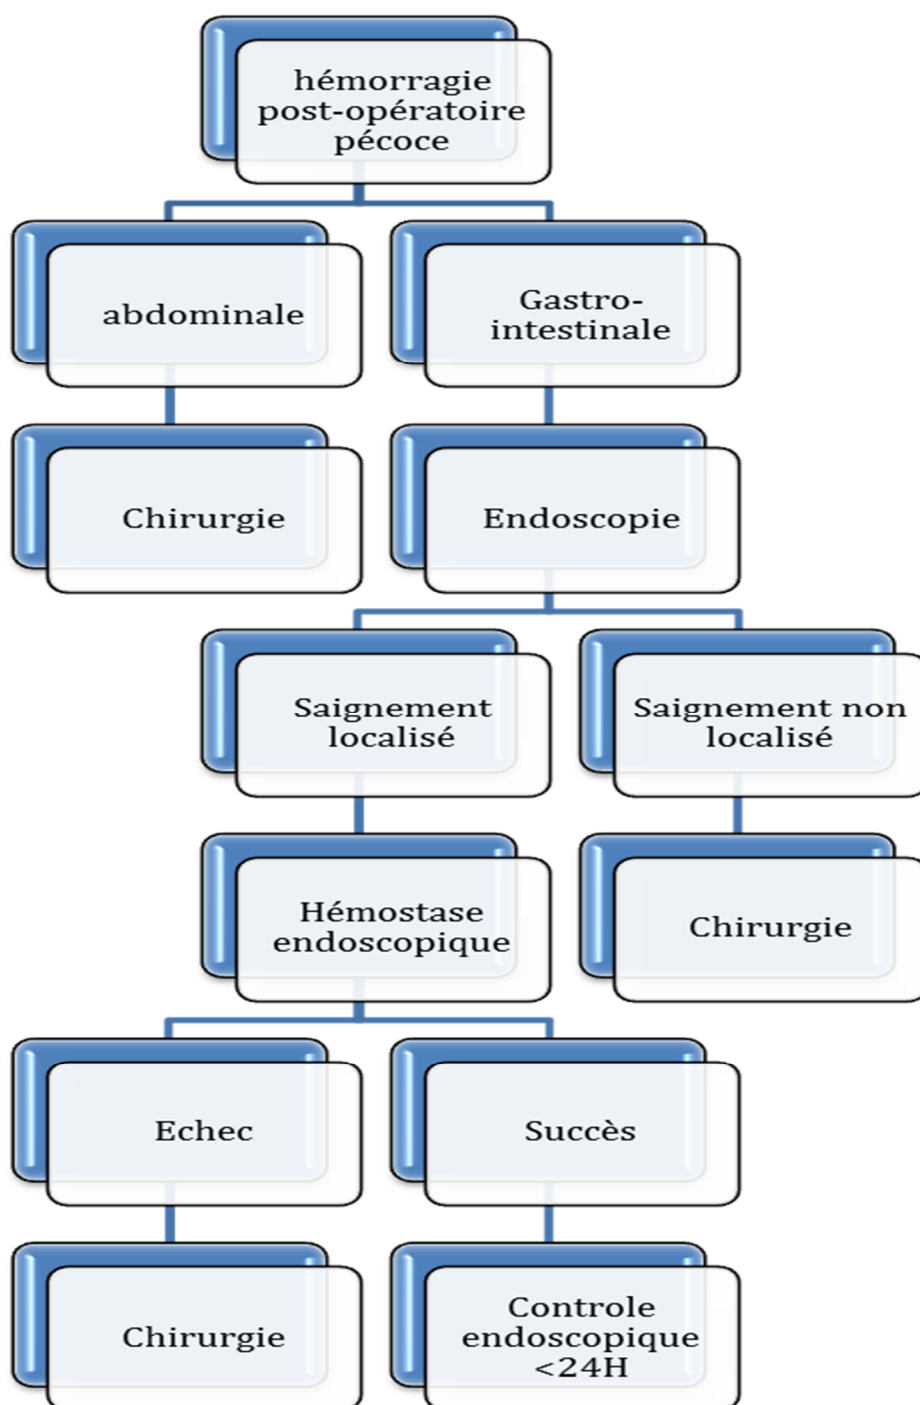 hémorragie
post-opératoire
pécoce
abdominale
Gastro-
intestinale
Chirurgie
Endoscopie
Saignement
localisé
Saignement non
localisé
Hémostase
endoscopique
Chirurgie
Echec
Succès
Chirurgie
Controle
endoscopique
<24H